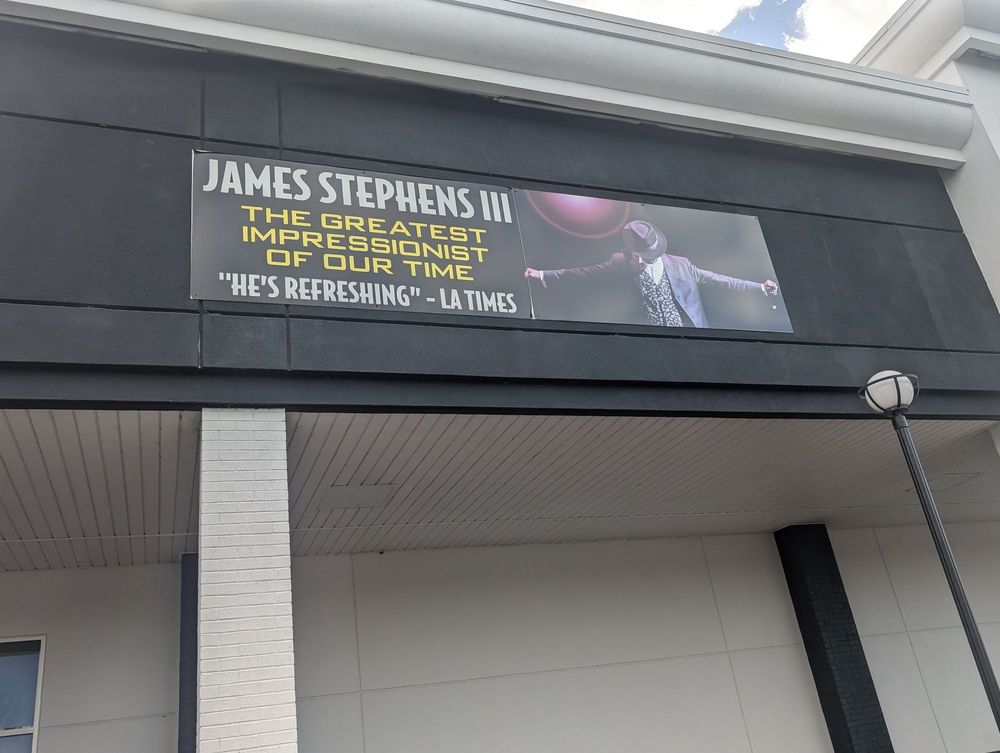 JAMES STEPHENS III
THE GREATEST
IMPRESSIONIST
OF OUR TIME
"HE'S REFRESHING" - LA TIMES